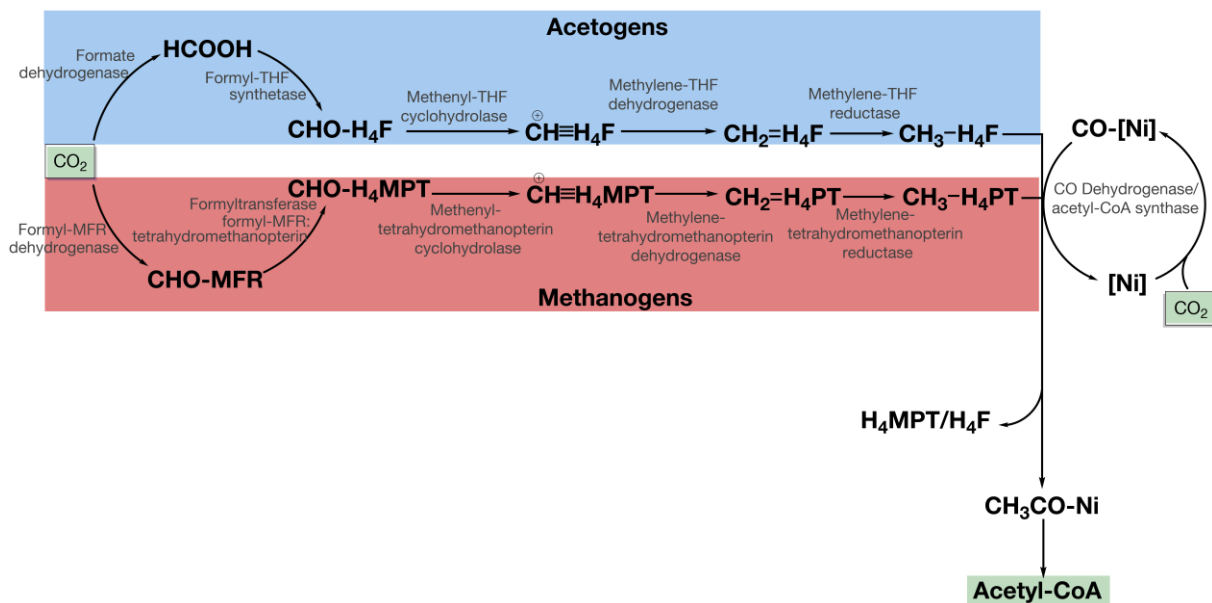 Acetogens
Formate
dehydrogenase
HCOOH
Formyl-THF
synthetase
CHO-H₄F
Methenyl-THF
cyclohydrolase
⊕
CH≡H₄F
Methylene-THF
dehydrogenase
CH₂=H₄F
Methylene-THF
reductase
CH₃–H₄F
CO₂
CO-[Ni]
CO Dehydrogenase/
acetyl-CoA synthase
[Ni]
CO₂
Formyl-MFR
dehydrogenase
CHO-MFR
Formyltransferase
formyl-MFR:
tetrahydromethanopterin
CHO-H₄MPT
Methenyl-
tetrahydromethanopterin
cyclohydrolase
⊕
CH≡H₄MPT
Methylene-
tetrahydromethanopterin
dehydrogenase
CH₂=H₄PT
Methylene-
tetrahydromethanopterin
reductase
CH₃–H₄PT
Methanogens
H₄MPT/H₄F
CH₃CO-Ni
Acetyl-CoA